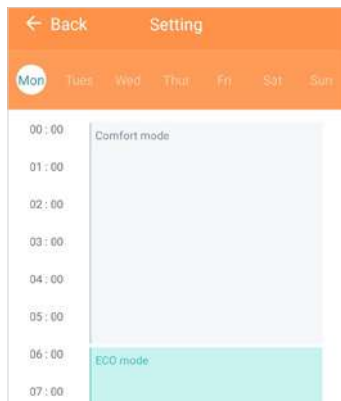 ← Back Setting
Mon Tues Wed Thur Fri Sat Sun
00 : 00 Comfort mode
01 : 00
02 : 00
03 : 00
04 : 00
05 : 00
06 : 00 ECO mode
07 : 00